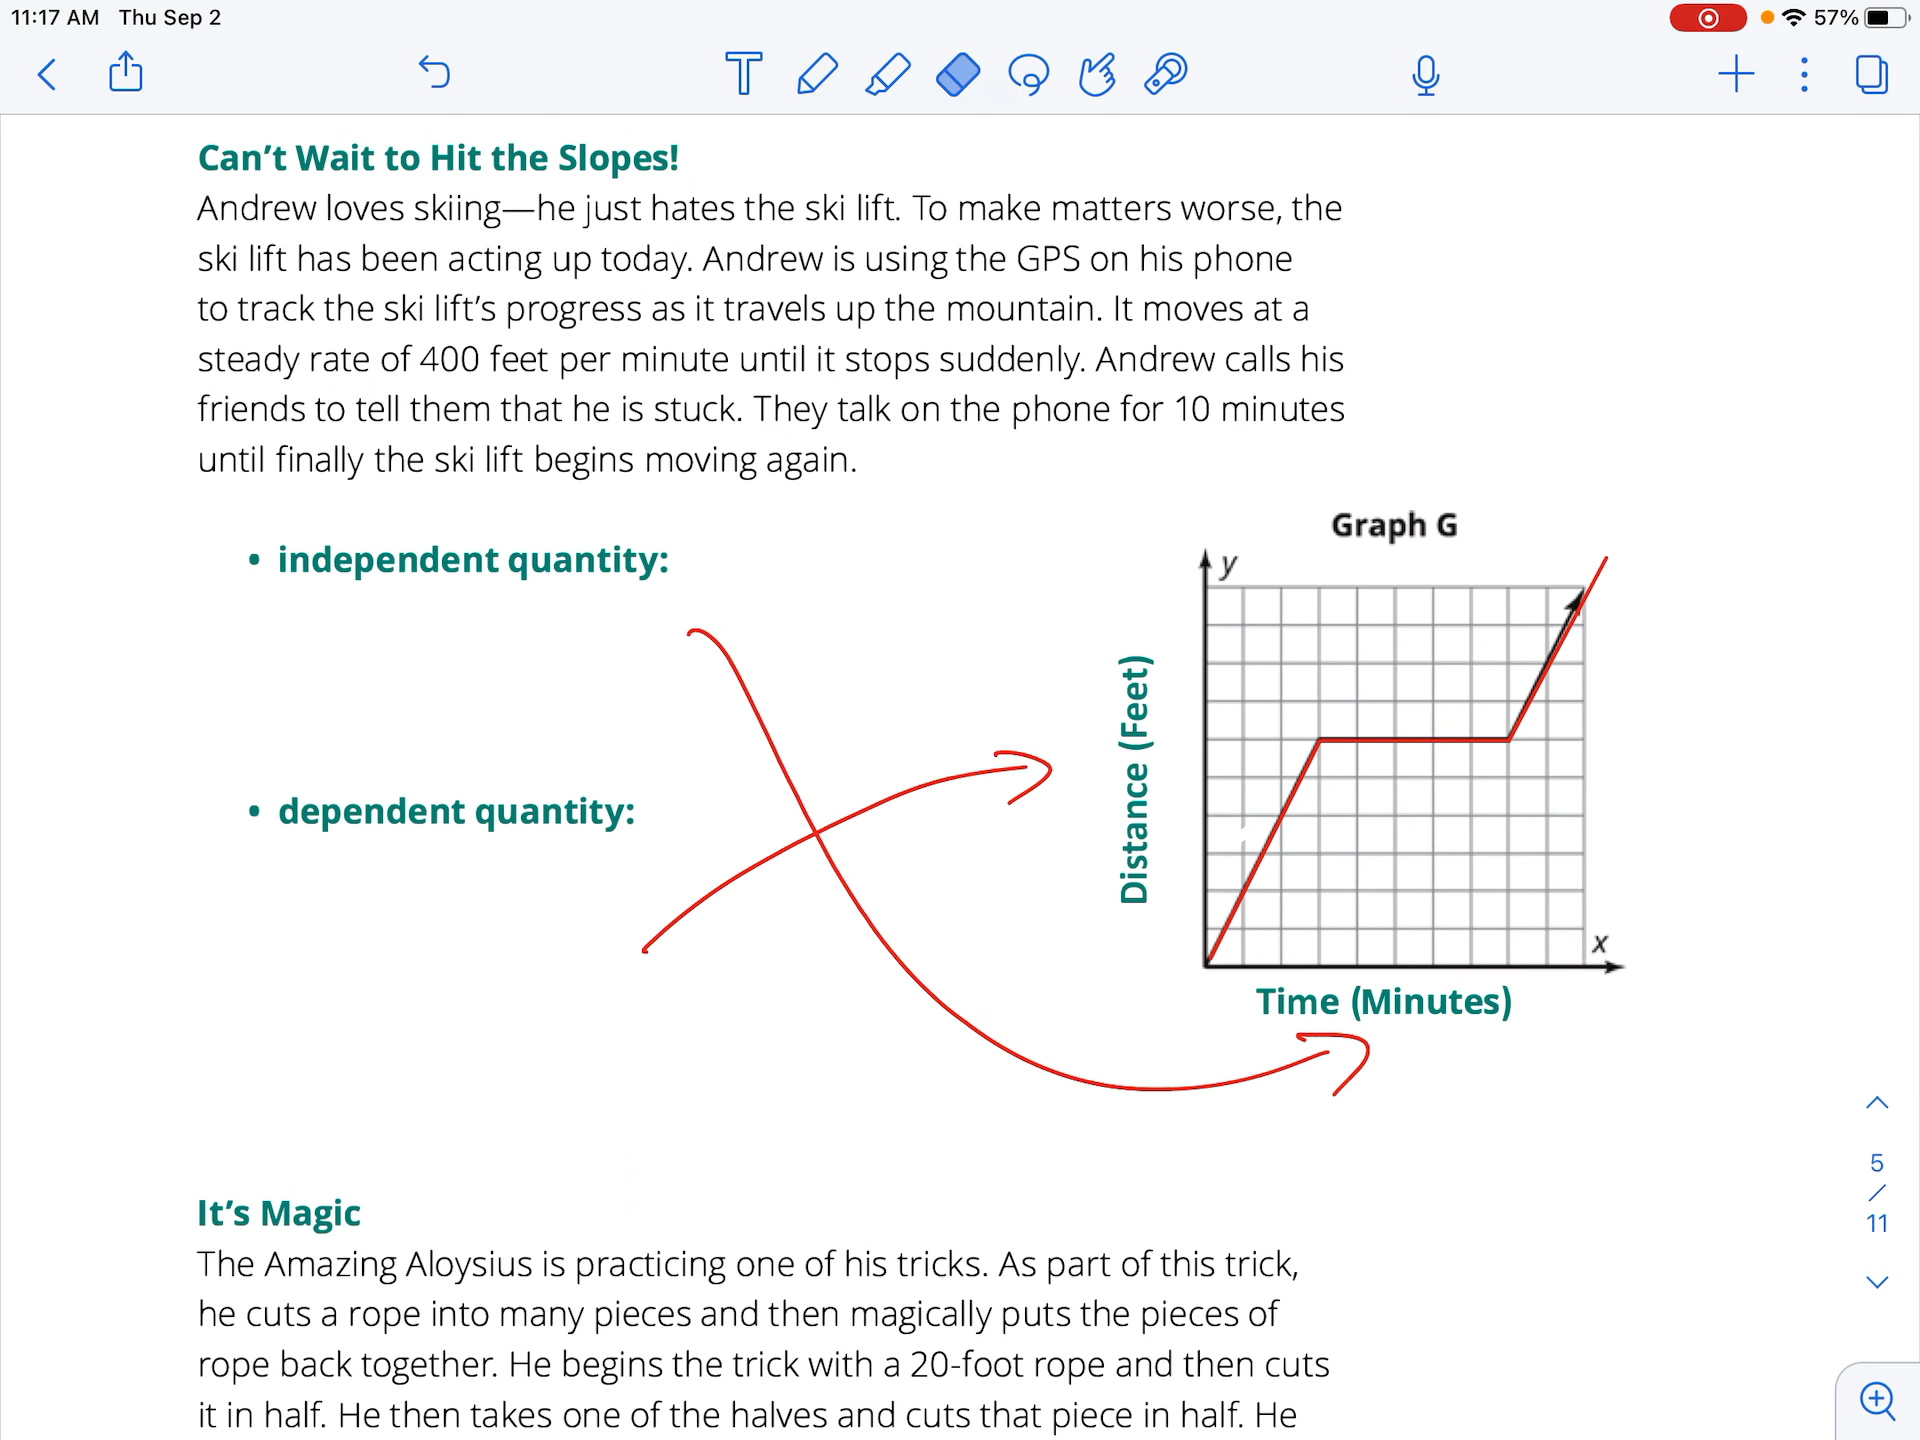 11:17 AM Thu Sep 2
57%
T
Can’t Wait to Hit the Slopes!
Andrew loves skiing—he just hates the ski lift. To make matters worse, the
ski lift has been acting up today. Andrew is using the GPS on his phone
to track the ski lift’s progress as it travels up the mountain. It moves at a
steady rate of 400 feet per minute until it stops suddenly. Andrew calls his
friends to tell them that he is stuck. They talk on the phone for 10 minutes
until finally the ski lift begins moving again.
• independent quantity:
• dependent quantity:
Graph G
y
Distance (Feet)
x
Time (Minutes)
5
/
11
It’s Magic
The Amazing Aloysius is practicing one of his tricks. As part of this trick,
he cuts a rope into many pieces and then magically puts the pieces of
rope back together. He begins the trick with a 20-foot rope and then cuts
it in half. He then takes one of the halves and cuts that piece in half. He